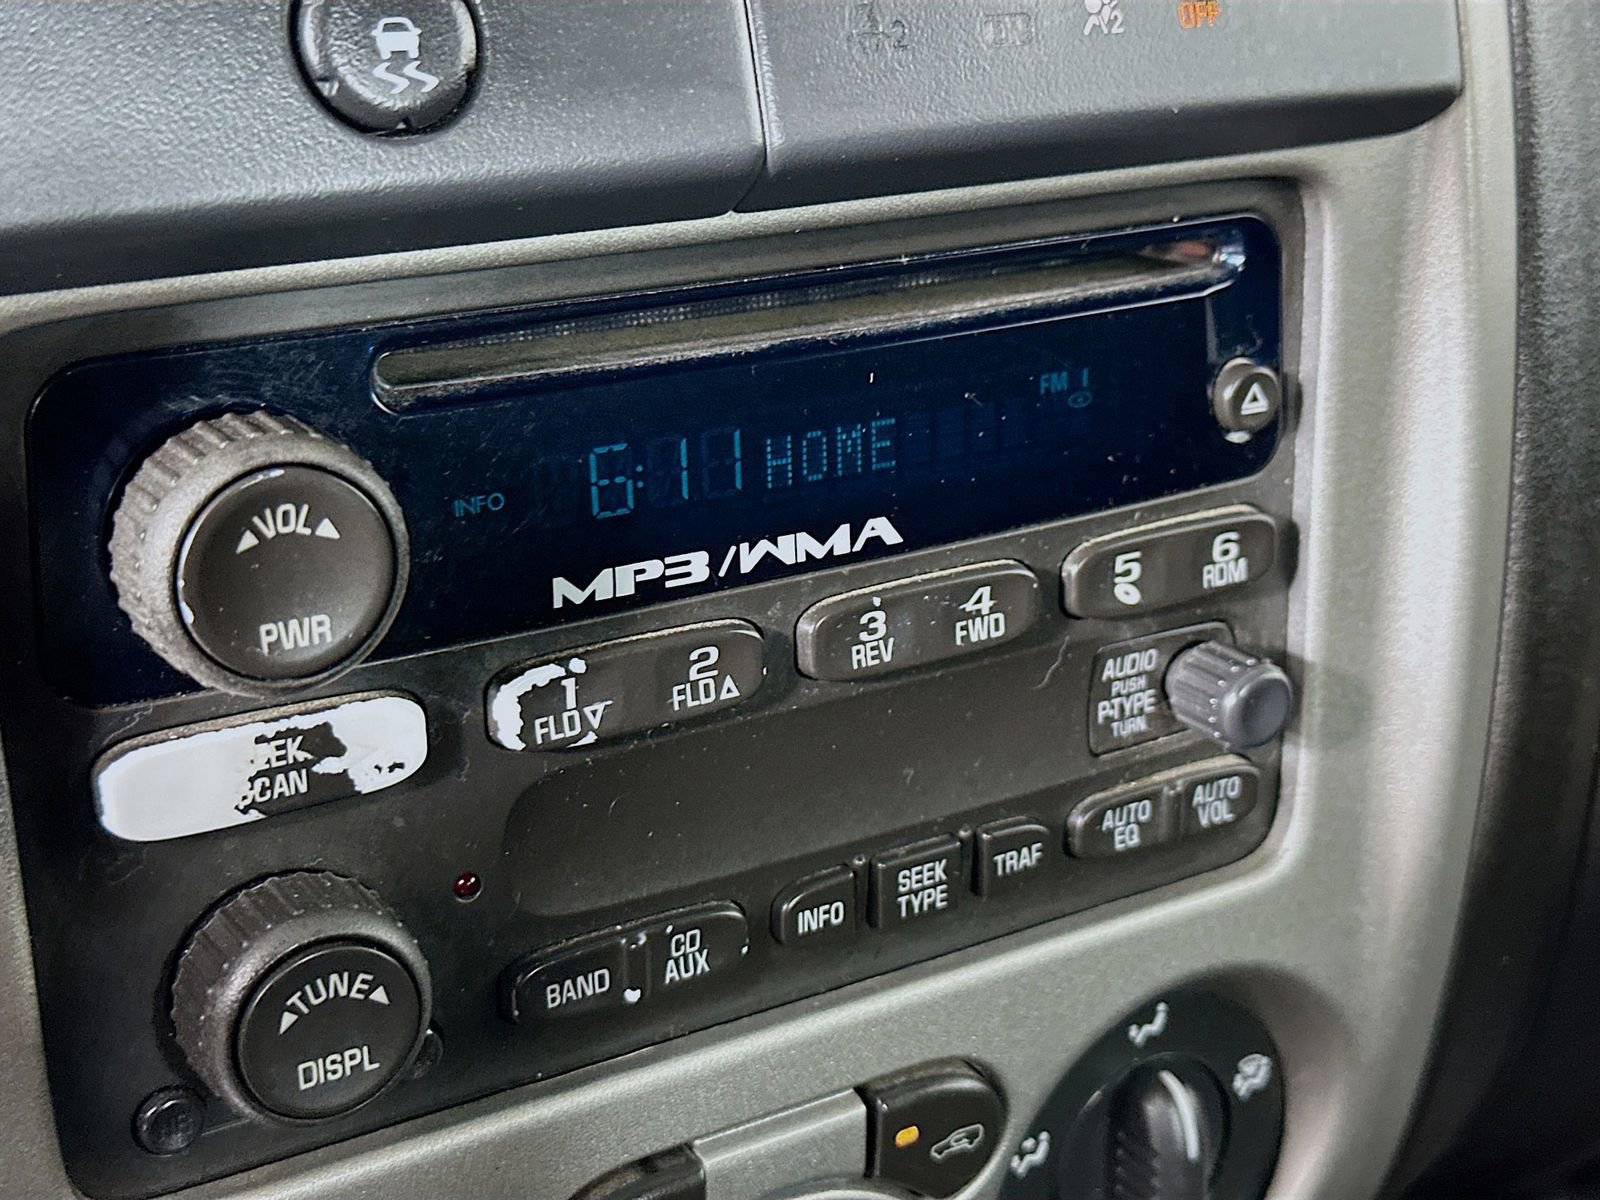 2
OFF
FM 1
INFO 6:11 HOME
VOL
PWR
MP3/WMA
1
FLD
2
FLD
3
REV
4
FWD
5
6
RDM
SEEK
SCAN
AUDIO
PUSH
P-TYPE
TURN
TUNE
DISPL
BAND
CD
AUX
INFO
SEEK
TYPE
TRAF
AUTO
EQ
AUTO
VOL